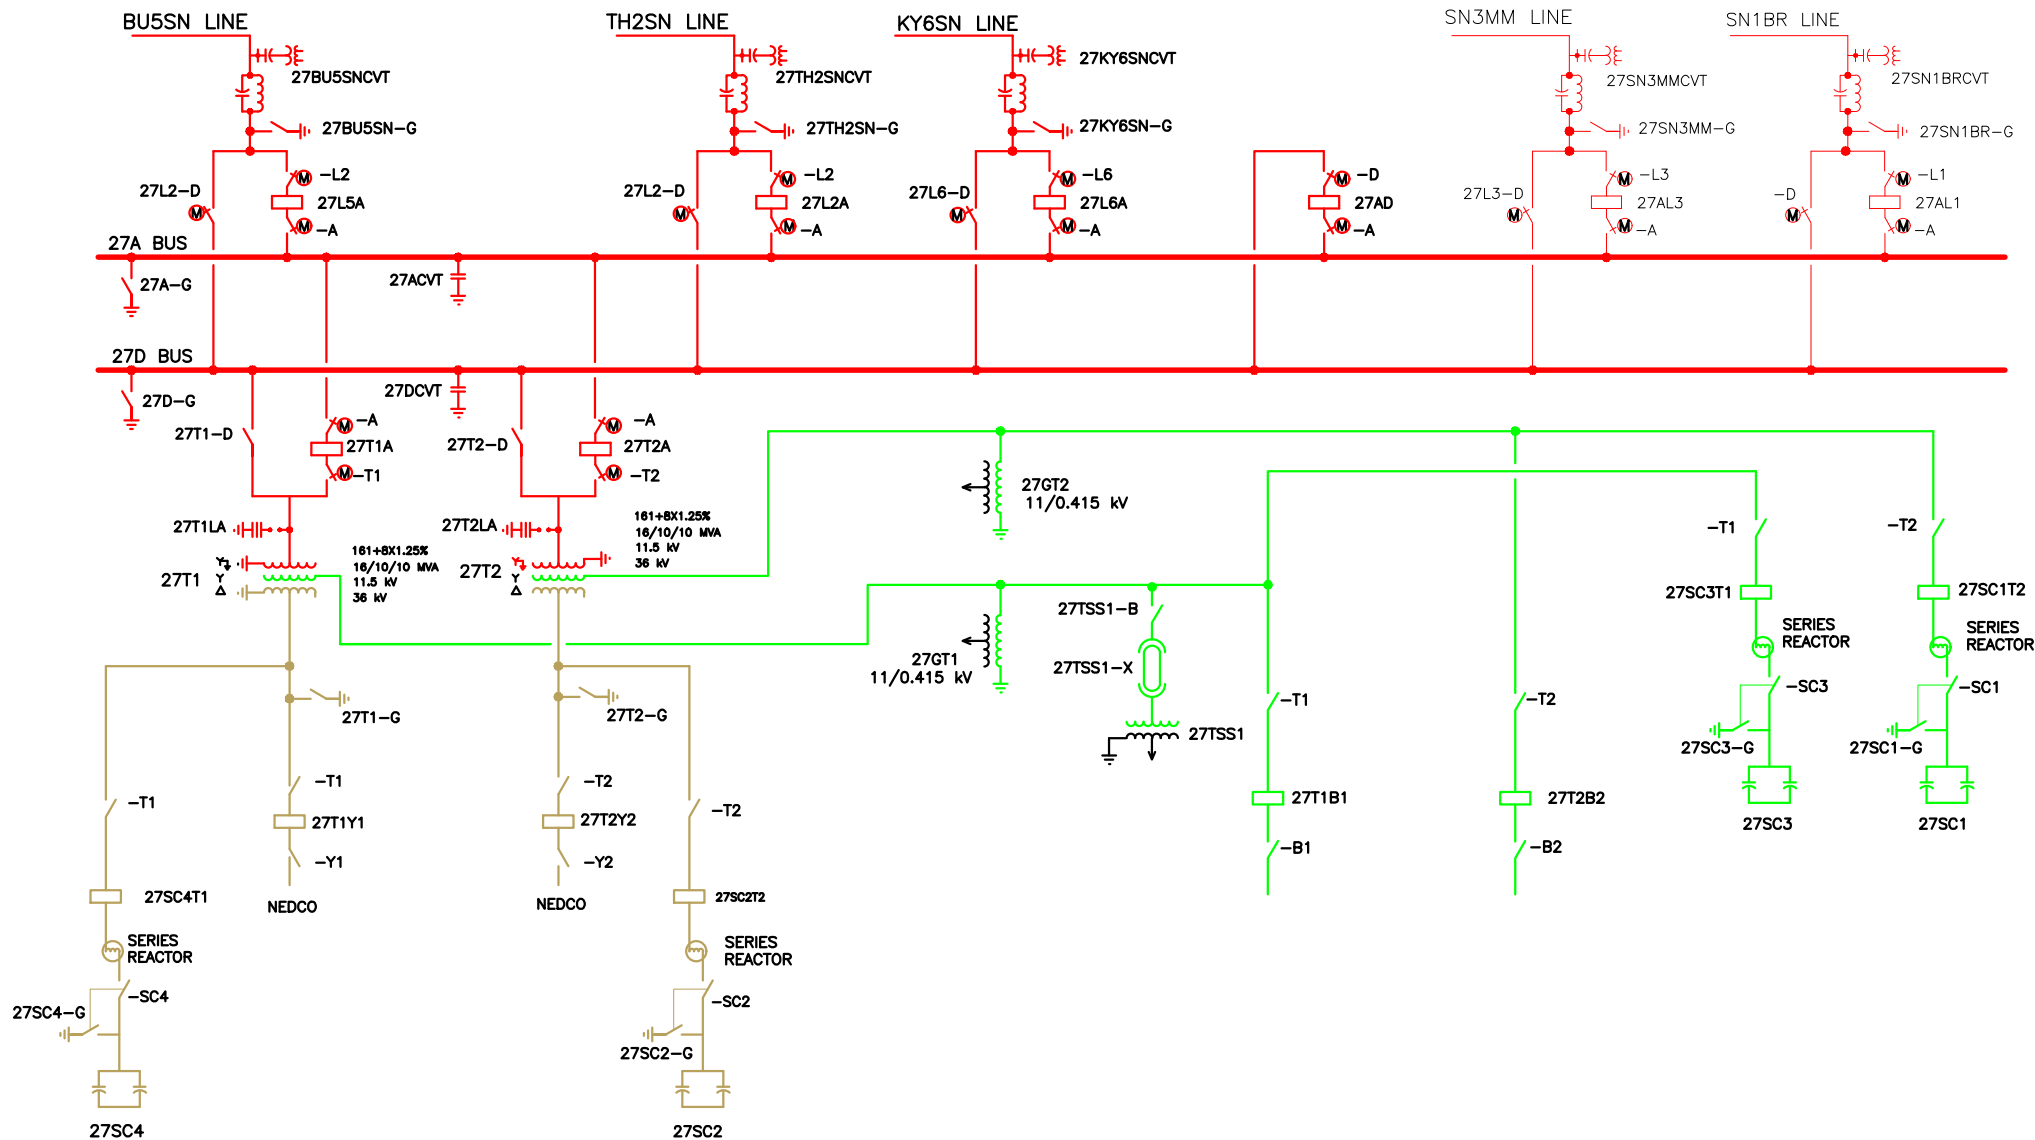 BU5SN LINE
TH2SN LINE
KY6SN LINE
SN3MM LINE
SN1BR LINE
27BU5SNCVT
27TH2SNCVT
27KY6SNCVT
27SN3MMCVT
27SN1BRCVT
27BU5SN-G
27TH2SN-G
27KY6SN-G
27SN3MM-G
27SN1BR-G
27L2-D
M
M
-L2
27L5A
M
-A
27L2-D
M
M
-L2
27L2A
M
-A
27L6-D
M
M
-L6
27L6A
M
-A
M
-D
27AD
M
-A
27L3-D
M
M
-L3
27AL3
M
-A
-D
M
M
-L1
27AL1
M
-A
27A BUS
27A-G
27ACVT
27D BUS
27D-G
27DCVT
27T1-D
M
-A
27T1A
M
-T1
27T2-D
M
-A
27T2A
M
-T2
27T1LA
27T2LA
161+8X1.25%
16/10/10 MVA
11.5 kV
36 kV
161+8X1.25%
16/10/10 MVA
11.5 kV
36 kV
27T1
Y
Y
Δ
27T2
Y
Y
Δ
27GT2
11/0.415 kV
27GT1
11/0.415 kV
27TSS1-B
27TSS1-X
27TSS1
-T1
-T2
27SC3T1
27SC1T2
SERIES
REACTOR
SERIES
REACTOR
-SC3
-SC1
27SC3-G
27SC1-G
27SC3
27SC1
27T1-G
27T2-G
-T1
-T2
27T1B1
27T2B2
-B1
-B2
-T1
-T1
27T1Y1
-Y1
NEDCO
-T2
27T2Y2
-Y2
NEDCO
-T2
27SC4T1
27SC2T2
SERIES
REACTOR
SERIES
REACTOR
-SC4
-SC2
27SC4-G
27SC2-G
27SC4
27SC2